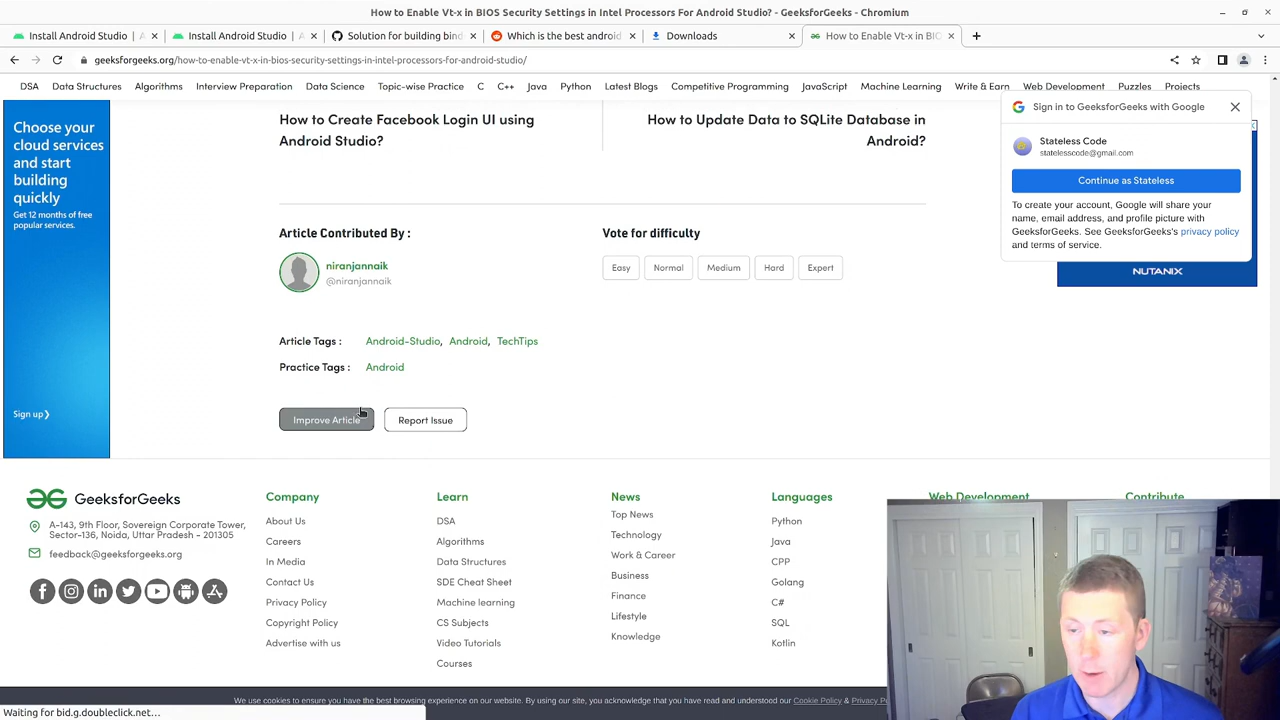 How to Enable Vt-x in BIOS Security Settings in Intel Processors For Android Studio? - GeeksforGeeks - Chromium
Install Android Studio | A
Install Android Studio | A
Solution for building bind
Which is the best android
Downloads
How to Enable Vt-x in BIO
geeksforgeeks.org/how-to-enable-vt-x-in-bios-security-settings-in-intel-processors-for-android-studio/
DSA Data Structures Algorithms Interview Preparation Data Science Topic-wise Practice C C++ Java Python Latest Blogs Competitive Programming JavaScript Machine Learning Write & Earn Web Development Puzzles Projects
Choose your
cloud services
and start
building
quickly
Get 12 months of free
popular services.
Sign up❯
How to Create Facebook Login UI using
Android Studio?
How to Update Data to SQLite Database in
Android?
Sign in to GeeksforGeeks with Google
Stateless Code
statelesscode@gmail.com
Continue as Stateless
To create your account, Google will share your
name, email address, and profile picture with
GeeksforGeeks. See GeeksforGeeks's privacy policy
and terms of service.
NUTANIX
Article Contributed By :
niranjannaik
@niranjannaik
Vote for difficulty
Easy Normal Medium Hard Expert
Article Tags : Android-Studio, Android, TechTips
Practice Tags : Android
Improve Article
Report Issue
GeeksforGeeks
A-143, 9th Floor, Sovereign Corporate Tower,
Sector-136, Noida, Uttar Pradesh - 201305
feedback@geeksforgeeks.org
Company
About Us
Careers
In Media
Contact Us
Privacy Policy
Copyright Policy
Advertise with us
Learn
DSA
Algorithms
Data Structures
SDE Cheat Sheet
Machine learning
CS Subjects
Video Tutorials
Courses
News
Top News
Technology
Work & Career
Business
Finance
Lifestyle
Knowledge
Languages
Python
Java
CPP
Golang
C#
SQL
Kotlin
Web Development
Contribute
We use cookies to ensure you have the best browsing experience on our website. By using our site, you acknowledge that you have read and understood our Cookie Policy & Privacy Po
Waiting for bid.g.doubleclick.net...